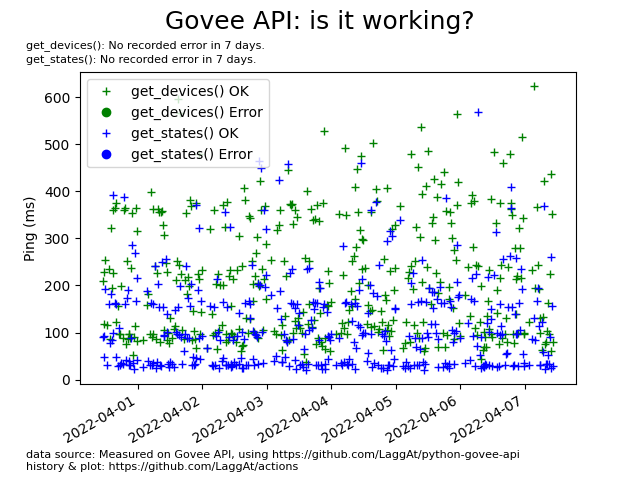 Govee API: is it working?
get_devices(): No recorded error in 7 days.
get_states(): No recorded error in 7 days.
get_devices() OK
get_devices() Error
get_states() OK
get_states() Error
Ping (ms)
600
500
400
300
200
100
0
2022-04-01
2022-04-02
2022-04-03
2022-04-04
2022-04-05
2022-04-06
2022-04-07
data source: Measured on Govee API, using https://github.com/LaggAt/python-govee-api
history & plot: https://github.com/LaggAt/actions